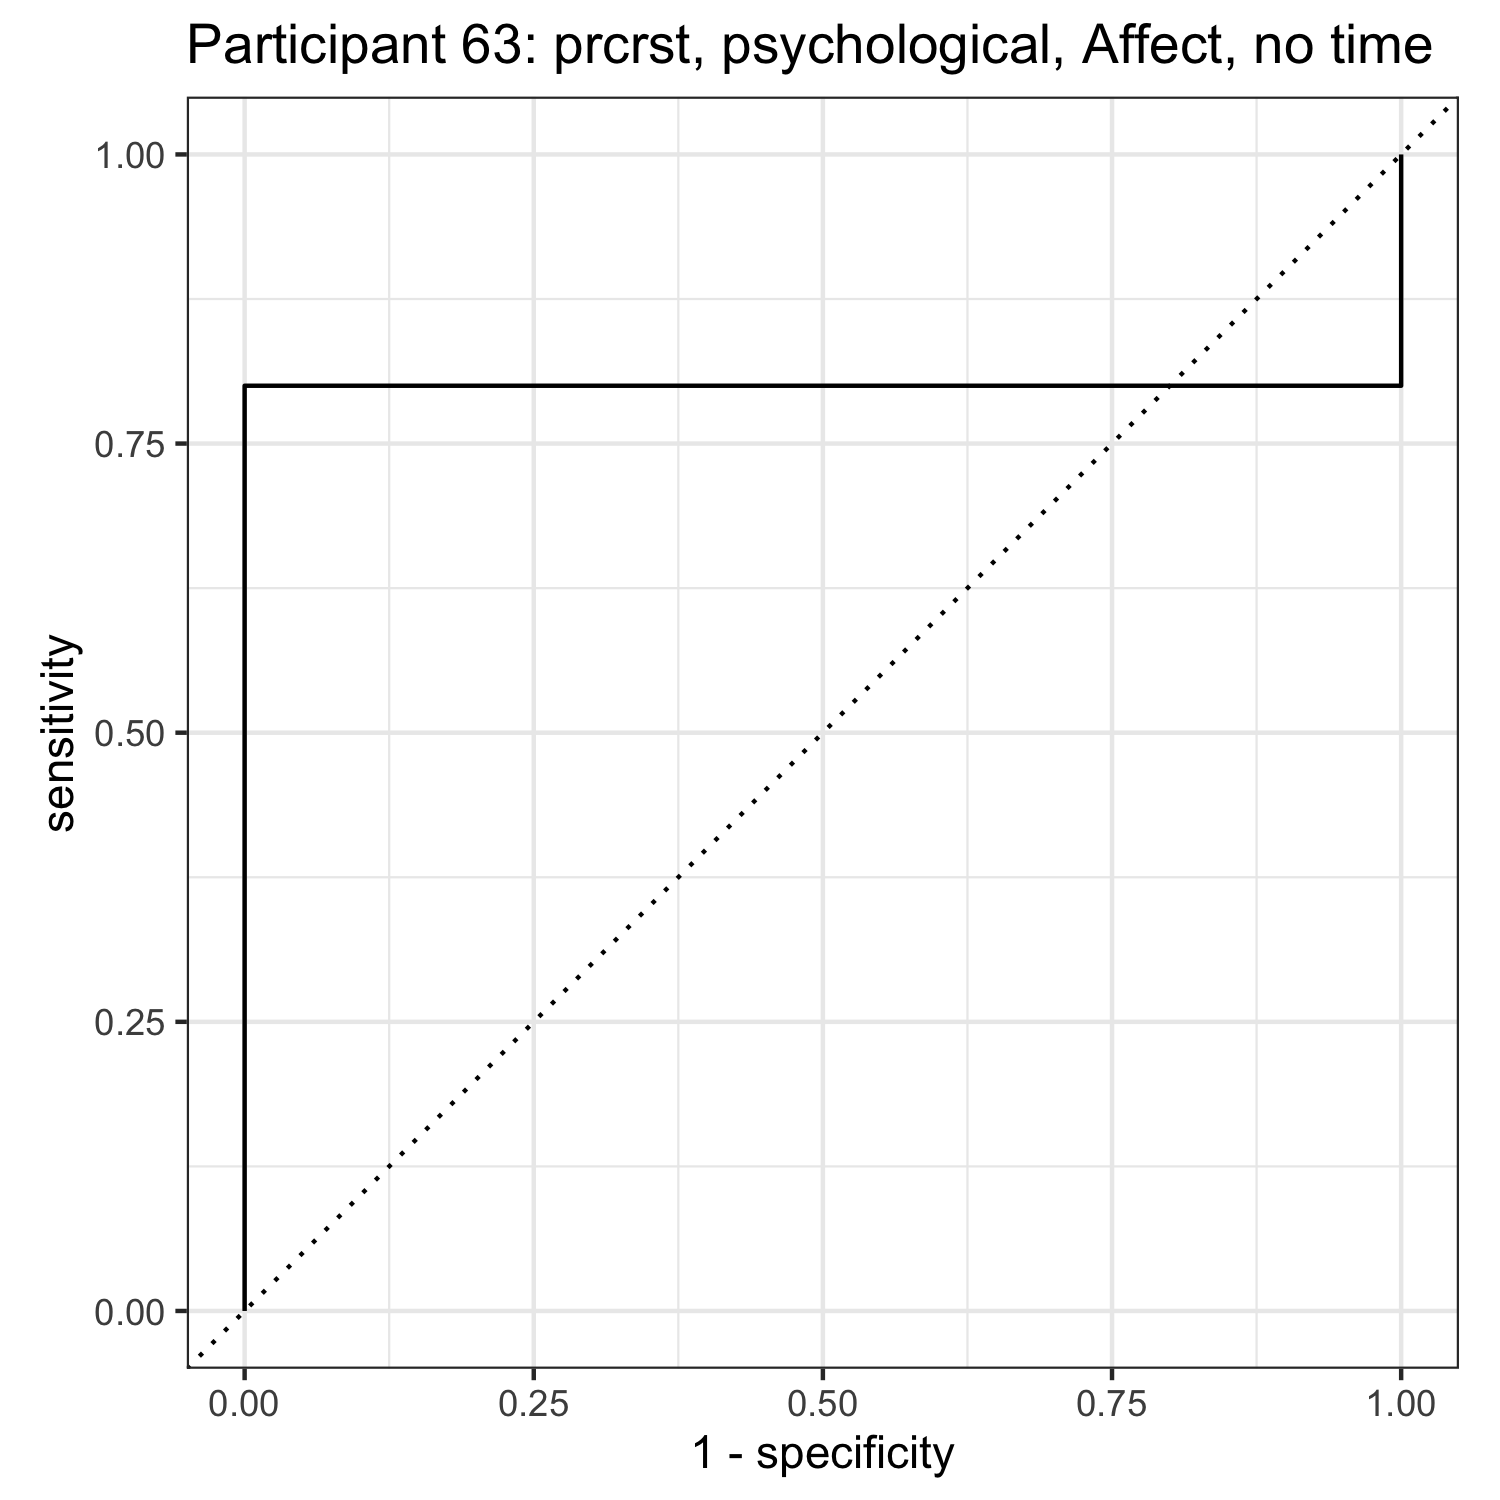 Participant 63: prcrst, psychological, Affect, no time
1.00
0.75
0.50
0.25
0.00
sensitivity
0.00 0.25 0.50 0.75 1.00
1 - specificity